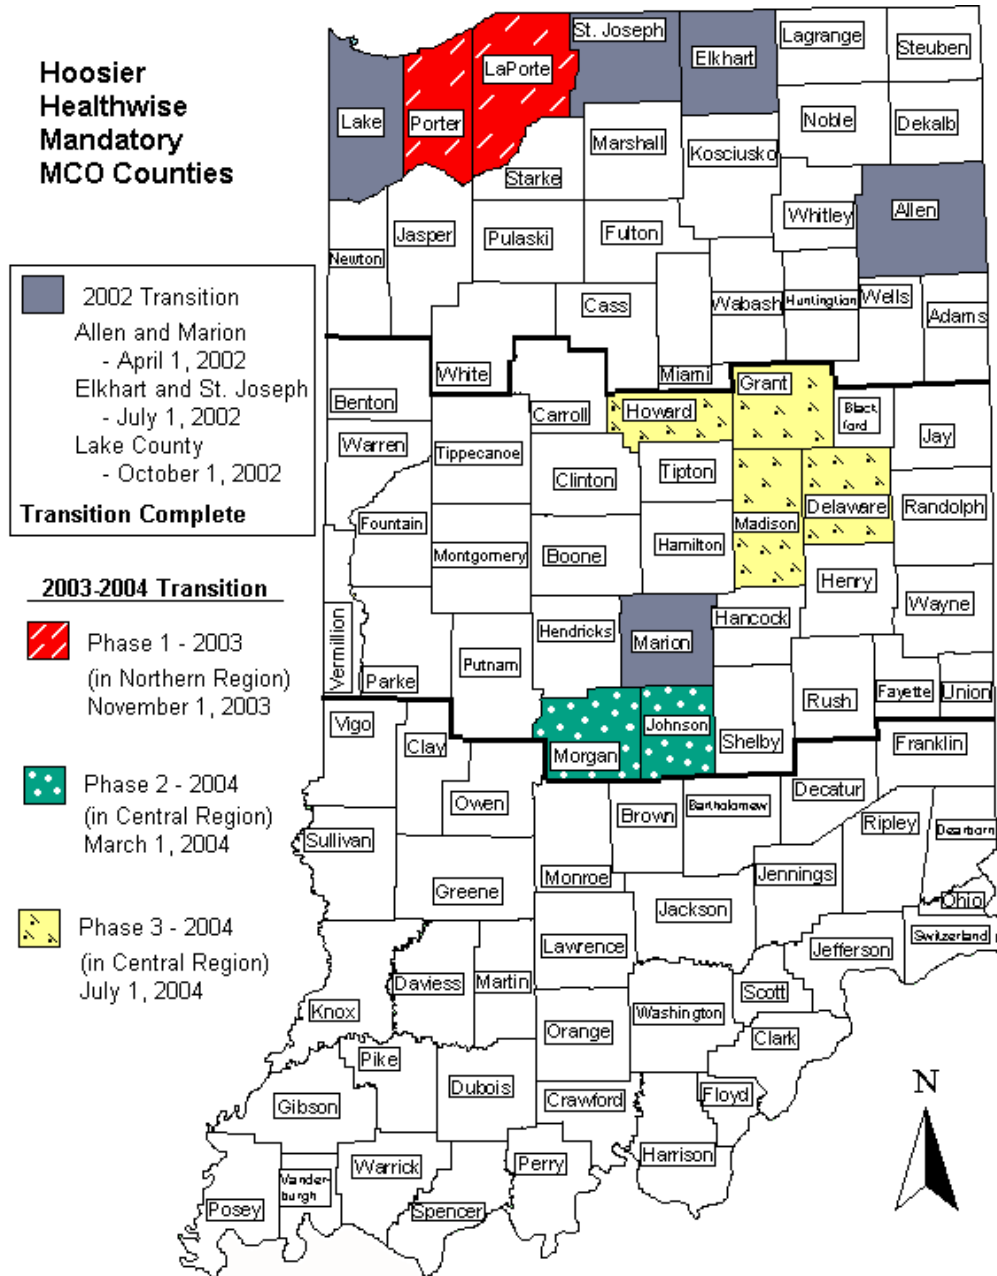 Hoosier
Healthwise
Mandatory
MCO Counties
2002 Transition
Allen and Marion
- April 1, 2002
Elkhart and St. Joseph
- July 1, 2002
Lake County
- October 1, 2002
Transition Complete
2003-2004 Transition
Phase 1 - 2003
(in Northern Region)
November 1, 2003
Phase 2 - 2004
(in Central Region)
March 1, 2004
Phase 3 - 2004
(in Central Region)
July 1, 2004
St. Joseph
Lagrange
Steuben
Elkhart
LaPorte
Lake
Porter
Noble
Dekalb
Marshall
Kosciusko
Starke
Allen
Whitley
Jasper
Pulaski
Fulton
Newton
Cass
Wabash
Huntington
Wells
Adams
White
Miami
Grant
Benton
Carroll
Howard
Black
ford
Jay
Warren
Tippecanoe
Clinton
Tipton
Delaware
Randolph
Fountain
Madison
Montgomery
Boone
Hamilton
Henry
Wayne
Vermillion
Hendricks
Hancock
Marion
Putnam
Parke
Rush
Fayette
Union
Vigo
Johnson
Shelby
Clay
Morgan
Franklin
Owen
Brown
Bartholomew
Decatur
Ripley
Dearborn
Sullivan
Monroe
Jennings
Greene
Jackson
Ohio
Lawrence
Jefferson
Switzerland
Daviess
Martin
Scott
Knox
Orange
Washington
Clark
Pike
Dubois
Crawford
Floyd
Gibson
Harrison
Warrick
Perry
Vander-
burgh
Posey
Spencer
N